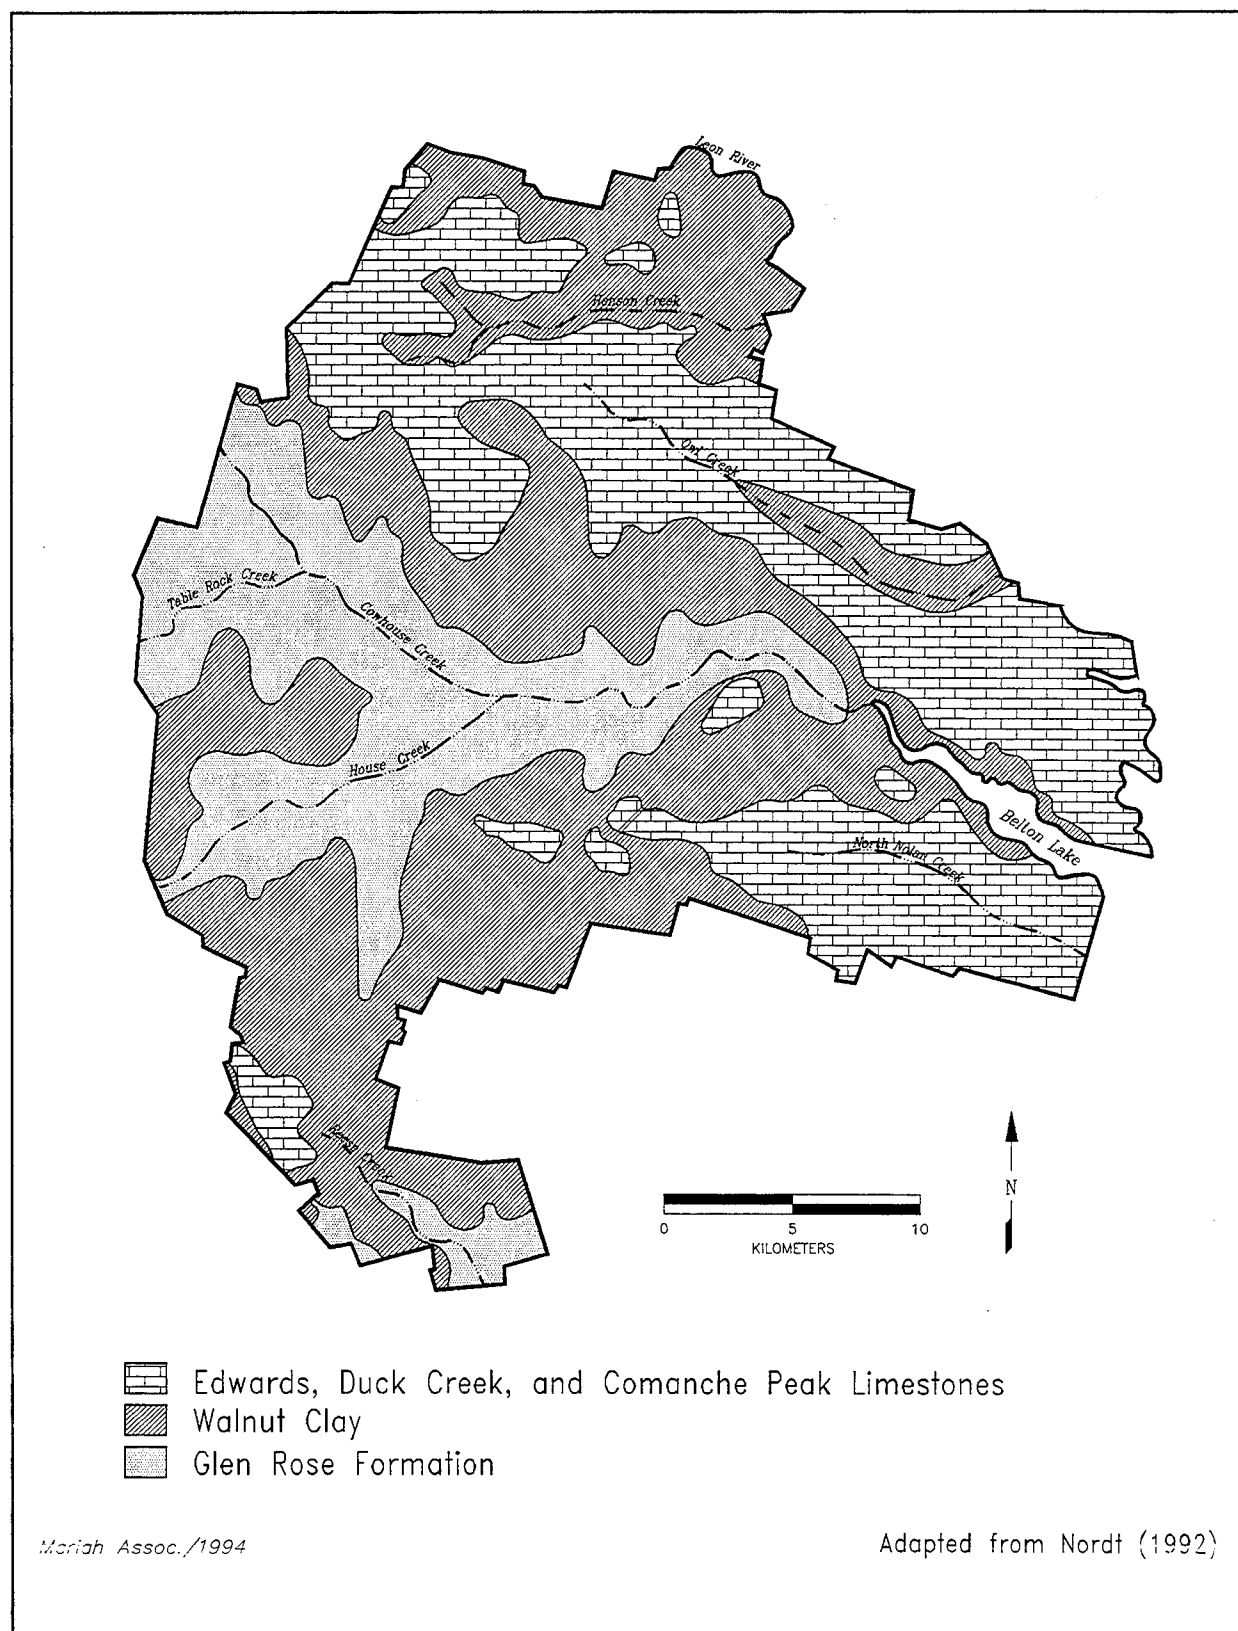 Leon River
Henson Creek
Owl Creek
Table Rock Creek
Cowhouse Creek
House Creek
Belton Lake
North Nolan Creek
Reese Creek
N
0 5 10
KILOMETERS
Edwards, Duck Creek, and Comanche Peak Limestones
Walnut Clay
Glen Rose Formation
Mariah Assoc./1994
Adapted from Nordt (1992)